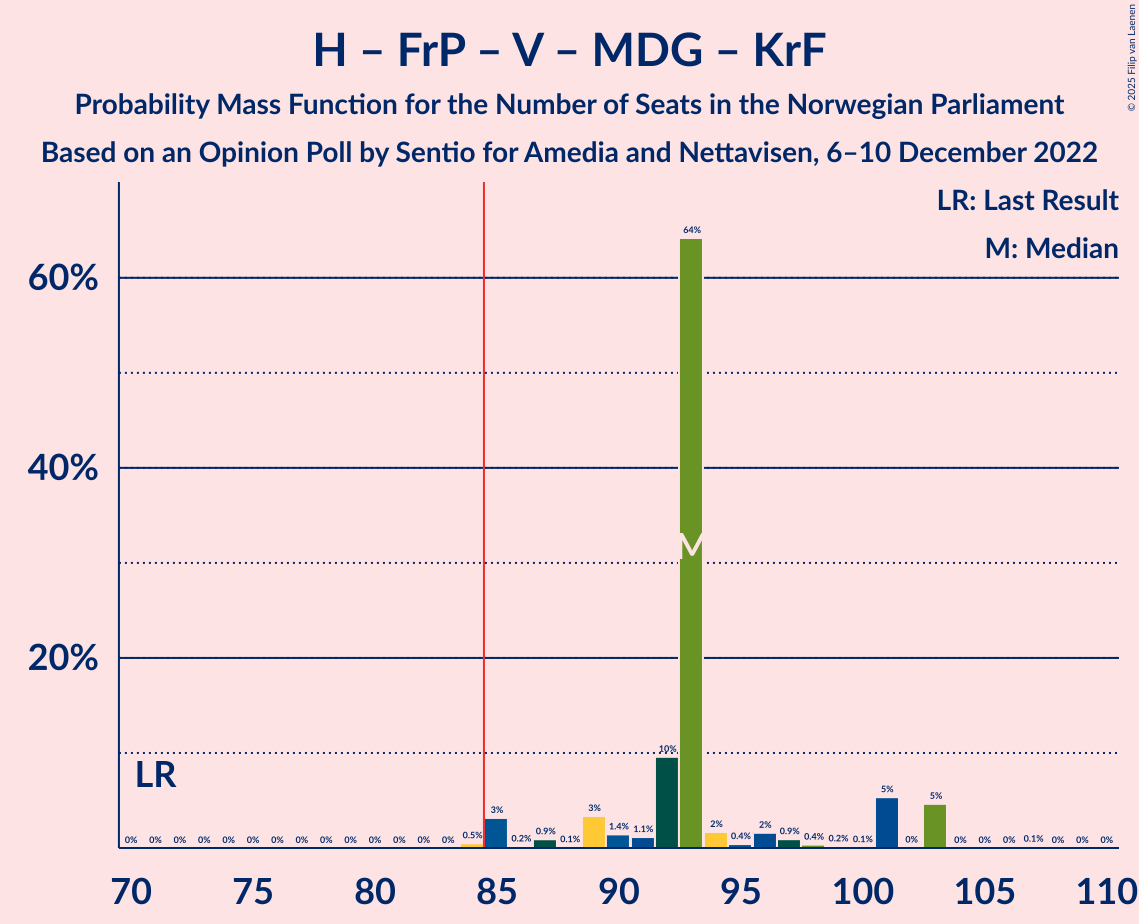 H – FrP – V – MDG – KrF
Probability Mass Function for the Number of Seats in the Norwegian Parliament
Based on an Opinion Poll by Sentio for Amedia and Nettavisen, 6–10 December 2022
© 2025 Filip van Laenen
LR: Last Result
M: Median
60%
40%
20%
LR
M
0% 0% 0% 0% 0% 0% 0% 0% 0% 0% 0% 0% 0% 0% 0.5% 3% 0.2% 0.9% 0.1% 3% 1.4% 1.1% 10% 64% 2% 0.4% 2% 0.9% 0.4% 0.2% 0.1% 5% 0% 5% 0% 0% 0% 0.1% 0% 0% 0%
70 75 80 85 90 95 100 105 110